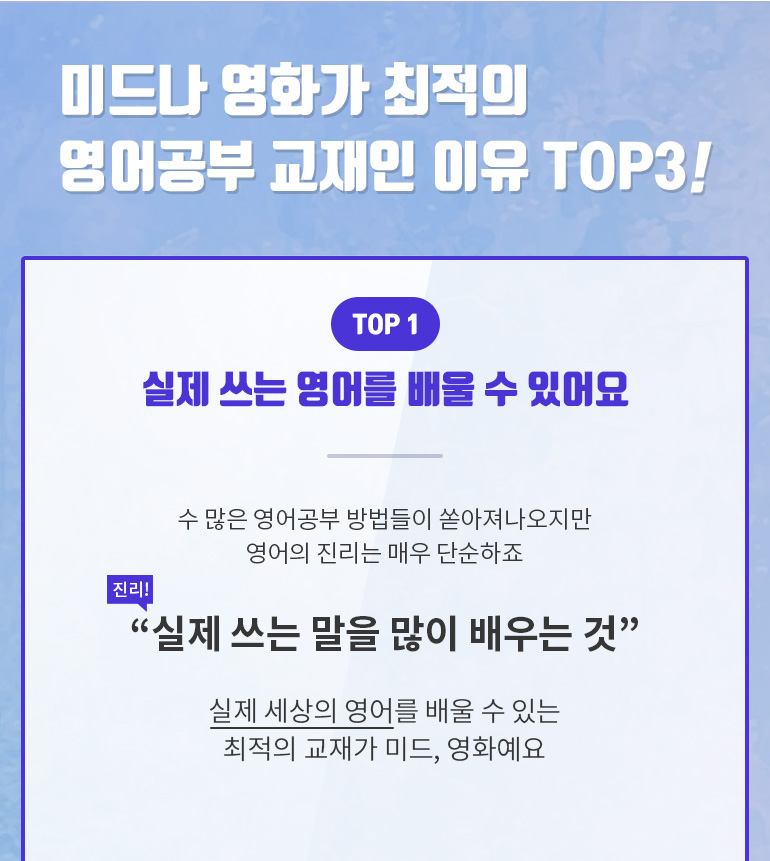 미드나 영화가 최적의
영어공부 교재인 이유 TOP3!
TOP 1
실제 쓰는 영어를 배울 수 있어요
수 많은 영어공부 방법들이 쏟아져나오지만
영어의 진리는 매우 단순하죠
진리!
“실제 쓰는 말을 많이 배우는 것”
실제 세상의 영어를 배울 수 있는
최적의 교재가 미드, 영화예요